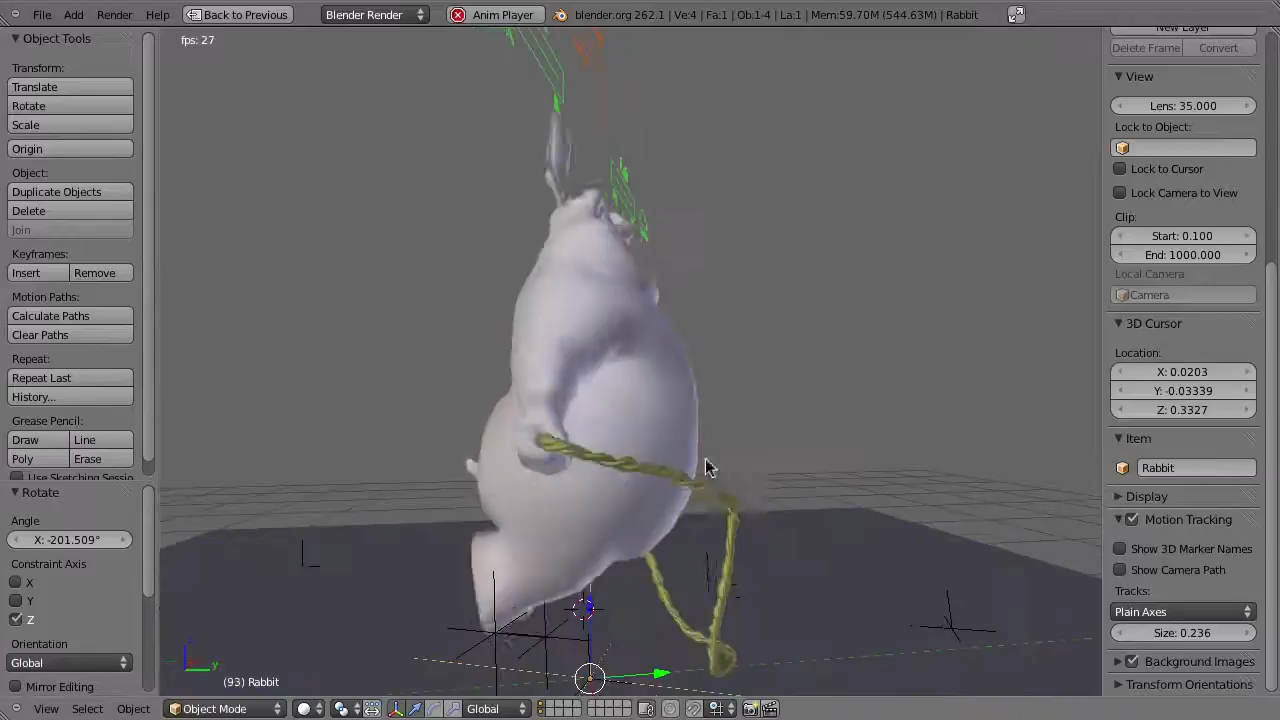 File Render Help Back to Previous Blender Render Anim Player blender.org 262.1 | Ve:4 | Fa:1 | Ob:1-4 | La:1 | Mem:59.70M (544.63M) | Rabbit
Object Tools
Transform:
Translate
Rotate
Scale
Origin
Object:
Duplicate Objects
Delete
Join
Keyframes:
Insert Remove
Motion Paths:
Calculate Paths
Clear Paths
Repeat:
Repeat Last
History...
Grease Pencil:
Draw Line
Poly Erase
Use Sketching Sessio
Rotate
Angle
X: -201.509°
Constraint Axis
X
Y
Z
Orientation
Global
Mirror Editing
fps: 27
y
(93) Rabbit
New Layer
Delete Frame Convert
View
Lens: 35.000
Lock to Object:
Lock to Cursor
Lock Camera to View
Clip:
Start: 0.100
End: 1000.000
Local Camera
Camera
3D Cursor
Location:
X: 0.0203
Y: -0.03339
Z: 0.3327
Item
Rabbit
Display
Motion Tracking
Show 3D Marker Names
Show Camera Path
Tracks:
Plain Axes
Size: 0.236
Background Images
Transform Orientations
View Select Object Object Mode Global